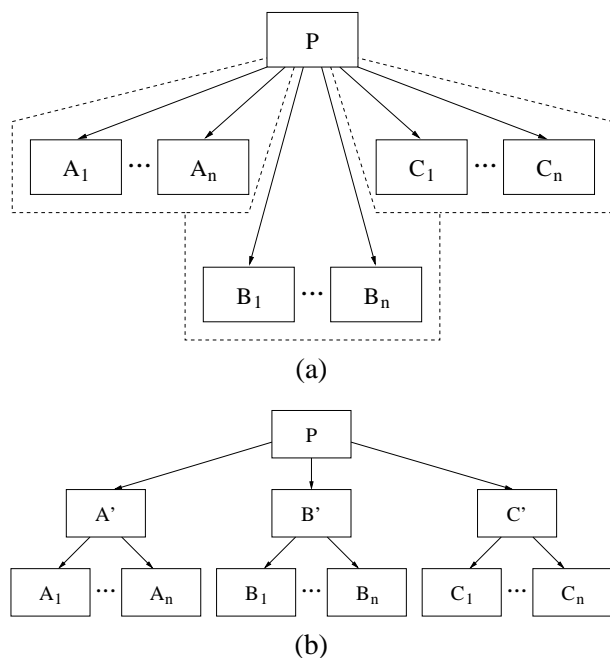 P
A₁ ··· Aₙ C₁ ··· Cₙ
B₁ ··· Bₙ
(a)
P
A' B' C'
A₁ ··· Aₙ B₁ ··· Bₙ C₁ ··· Cₙ
(b)